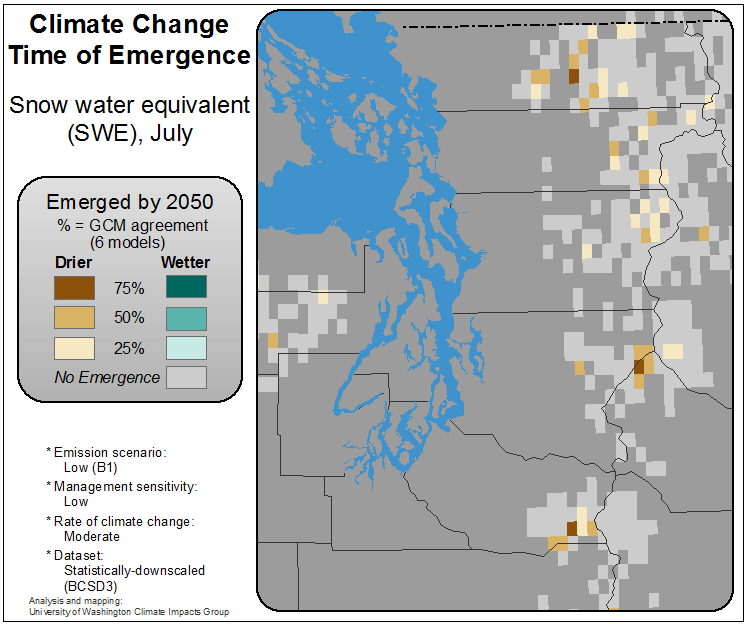 Climate Change
Time of Emergence
Snow water equivalent
(SWE), July
Emerged by 2050
% = GCM agreement
(6 models)
Drier Wetter
75%
50%
25%
No Emergence
* Emission scenario:
Low (B1)
* Management sensitivity:
Low
* Rate of climate change:
Moderate
* Dataset:
Statistically-downscaled
(BCSD3)
Analysis and mapping:
University of Washington Climate Impacts Group